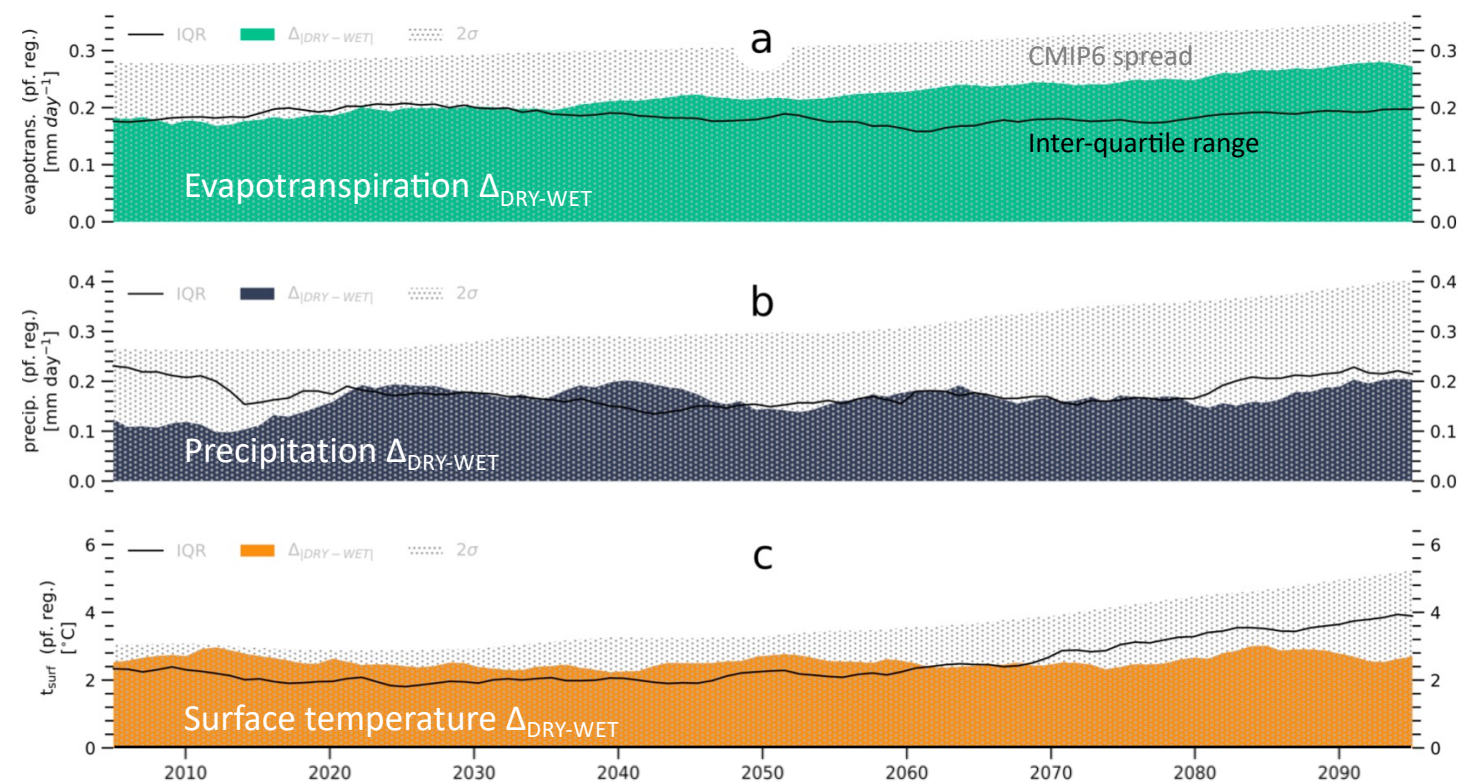 IQR Δ|DRY−WET| 2σ
a
CMIP6 spread
evapotrans. (pf. reg.)
[mm day−1]
0.3 0.3
0.2 0.2
0.1 0.1
0.0 0.0
Inter-quartile range
Evapotranspiration ΔDRY-WET
IQR Δ|DRY−WET| 2σ
b
precip. (pf. reg.)
[mm day−1]
0.4 0.4
0.3 0.3
0.2 0.2
0.1 0.1
0.0 0.0
Precipitation ΔDRY-WET
IQR Δ|DRY−WET| 2σ
c
tsurf (pf. reg.)
[°C]
6 6
4 4
2 2
0 0
Surface temperature ΔDRY-WET
2010 2020 2030 2040 2050 2060 2070 2080 2090